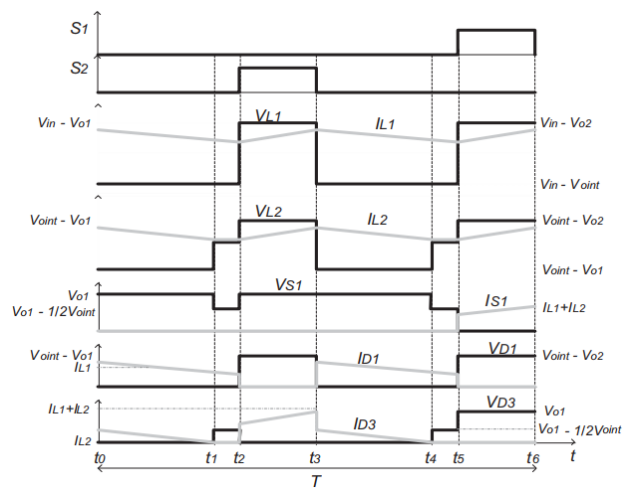 S1
S2
Vin - Vo1 VL1 IL1 Vin - Vo2
Vin - Voint
Voint - Vo1 VL2 IL2 Voint - Vo2
Voint - Vo1
Vo1 VS1
Vo1 - 1/2Voint IS1 IL1+IL2
Voint - Vo1 ID1 VD1 Voint - Vo2
IL1
IL1+IL2 VD3 Vo1
ID3 Vo1 - 1/2Voint
IL2
t0 t1 t2 t3 t4 t5 t6 t
T